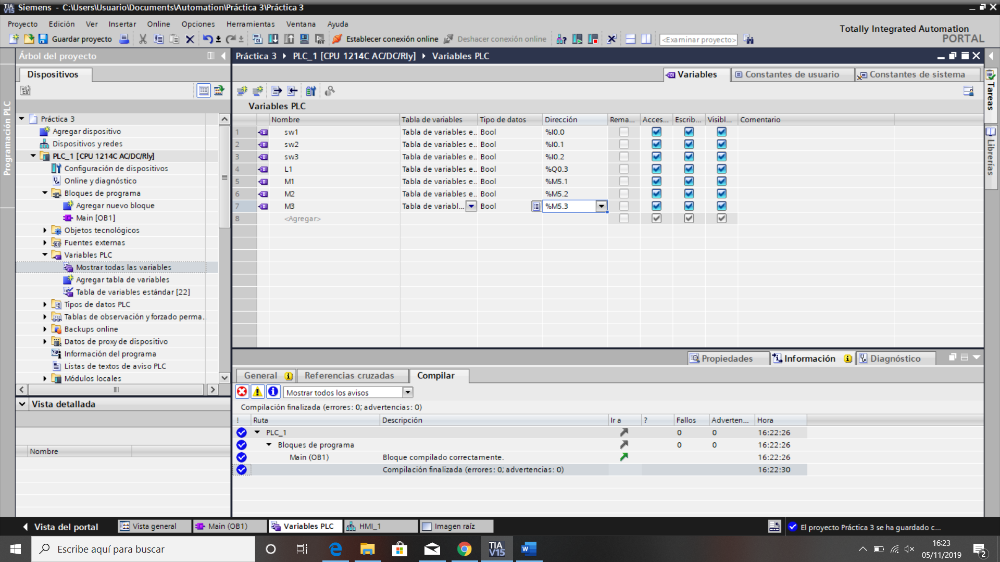 TIA V15 Siemens - C:\Users\Usuario\Documents\Automation\Práctica 3\Práctica 3
Proyecto Edición Ver Insertar Online Opciones Herramientas Ventana Ayuda
Totally Integrated Automation
PORTAL
Guardar proyecto Establecer conexión online Deshacer conexión online <Examinar proyecto>
Árbol del proyecto
Práctica 3 PLC_1 [CPU 1214C AC/DC/Rly] Variables PLC
Dispositivos
Variables Constantes de usuario Constantes de sistema
Programación PLC
Práctica 3
Agregar dispositivo
Dispositivos y redes
PLC_1 [CPU 1214C AC/DC/Rly]
Configuración de dispositivos
Online y diagnóstico
Bloques de programa
Agregar nuevo bloque
Main [OB1]
Objetos tecnológicos
Fuentes externas
Variables PLC
Mostrar todas las variables
Agregar tabla de variables
Tabla de variables estándar [22]
Tipos de datos PLC
Tablas de observación y forzado perma..
Backups online
Datos de proxy de dispositivo
Información del programa
Listas de textos de aviso PLC
Módulos locales
Vista detallada
Nombre
Variables PLC
Nombre Tabla de variables Tipo de datos Dirección Rema... Acces... Escrib... Visibl... Comentario
1 sw1 Tabla de variables e.. Bool %I0.0
2 sw2 Tabla de variables e.. Bool %I0.1
3 sw3 Tabla de variables e.. Bool %I0.2
4 L1 Tabla de variables e.. Bool %Q0.3
5 M1 Tabla de variables e.. Bool %M5.1
6 M2 Tabla de variables e.. Bool %M5.2
7 M3 Tabla de variabl... Bool %M5.3
8 <Agregar>
Tareas
Librerías
Propiedades Información Diagnóstico
General Referencias cruzadas Compilar
Mostrar todos los avisos
Compilación finalizada (errores: 0; advertencias: 0)
! Ruta Descripción Ir a ? Fallos Adverten... Hora
PLC_1 0 0 16:22:26
Bloques de programa 0 0 16:22:26
Main (OB1) Bloque compilado correctamente. 16:22:26
Compilación finalizada (errores: 0; advertencias: 0) 16:22:30
Vista del portal Vista general Main (OB1) Variables PLC HMI_1 Imagen raíz El proyecto Práctica 3 se ha guardado c...
Escribe aquí para buscar
TIA V15
16:23
05/11/2019
2